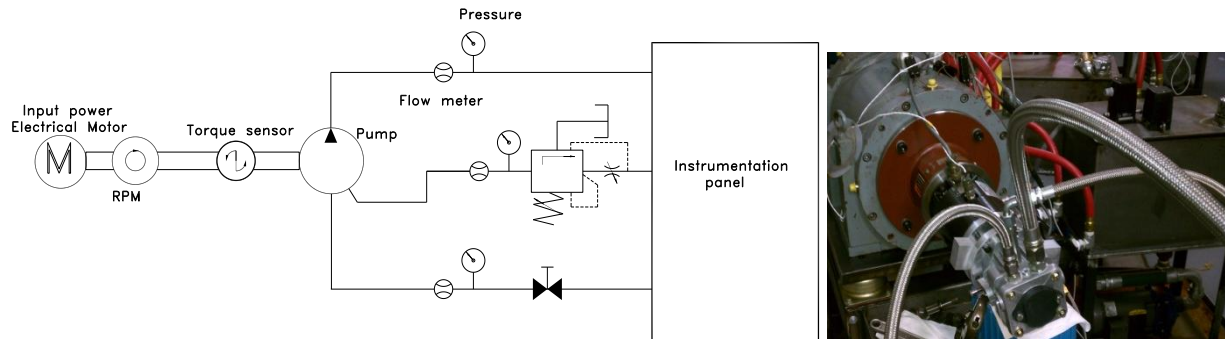 Pressure
Flow meter
Input power
Electrical Motor
Torque sensor
Pump
M
RPM
Instrumentation
panel